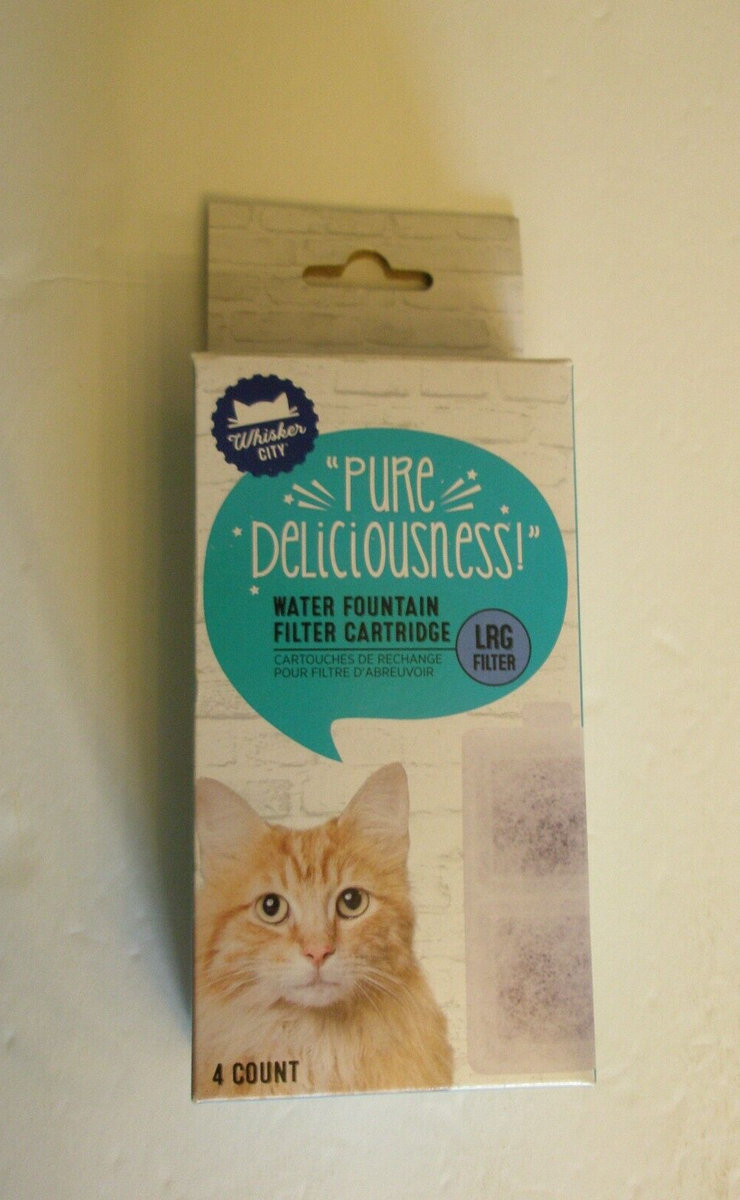 Whisker
CITY
"PURE
DELICIOUSNESS!"
WATER FOUNTAIN
FILTER CARTRIDGE
CARTOUCHES DE RECHANGE
POUR FILTRE D'ABREUVOIR
LRG
FILTER
4 COUNT